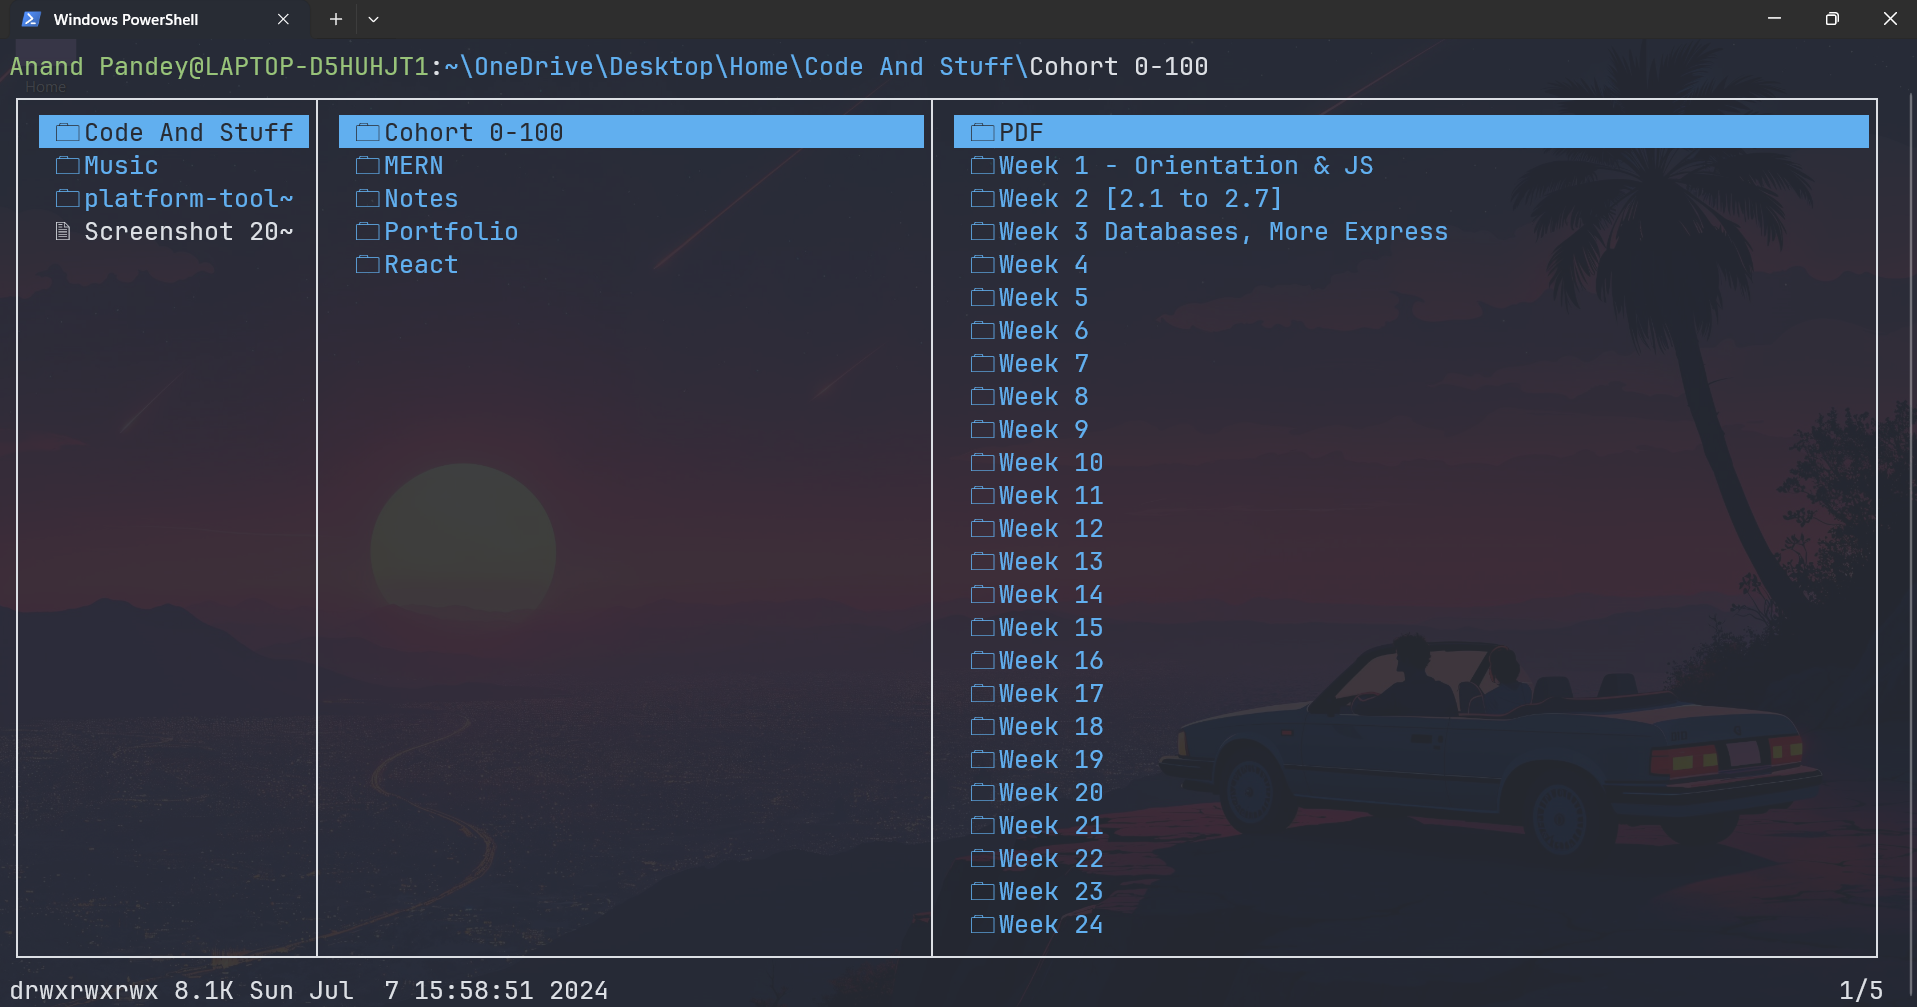 Windows PowerShell
Anand Pandey@LAPTOP-D5HUHJT1:~\OneDrive\Desktop\Home\Code And Stuff\Cohort 0-100
Home
Code And Stuff
Music
platform-tool~
Screenshot 20~
Cohort 0-100
MERN
Notes
Portfolio
React
PDF
Week 1 - Orientation & JS
Week 2 [2.1 to 2.7]
Week 3 Databases, More Express
Week 4
Week 5
Week 6
Week 7
Week 8
Week 9
Week 10
Week 11
Week 12
Week 13
Week 14
Week 15
Week 16
Week 17
Week 18
Week 19
Week 20
Week 21
Week 22
Week 23
Week 24
drwxrwxrwx 8.1K Sun Jul  7 15:58:51 2024
1/5